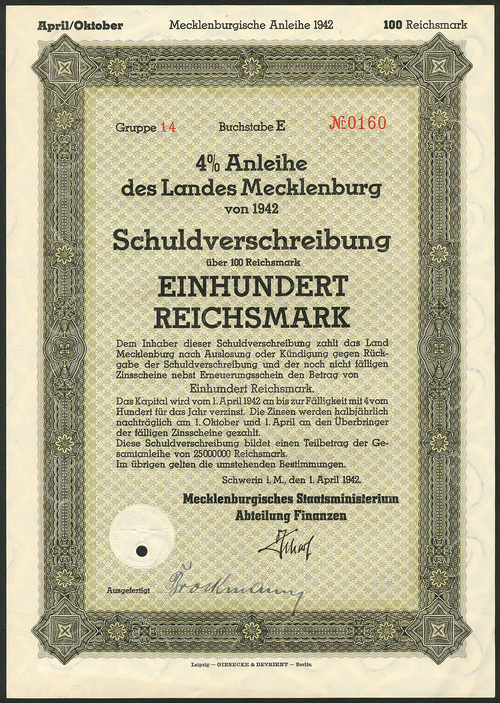 April/Oktober Mecklenburgische Anleihe 1942 100 Reichsmark
Gruppe 14 Buchstabe E № 0160
4% Anleihe
des Landes Mecklenburg
von 1942
Schuldverschreibung
über 100 Reichsmark
EINHUNDERT
REICHSMARK
Dem Inhaber dieser Schuldverschreibung zahlt das Land
Mecklenburg nach Auslosung oder Kündigung gegen Rück-
gabe der Schuldverschreibung und der noch nicht fälligen
Zinsscheine nebst Erneuerungsschein den Betrag von
Einhundert Reichsmark.
Das Kapital wird vom 1. April 1942 an bis zur Fälligkeit mit 4 vom
Hundert für das Jahr verzinst. Die Zinsen werden halbjährlich
nachträglich am 1. Oktober und 1. April an den Überbringer
der fälligen Zinsscheine gezahlt.
Diese Schuldverschreibung bildet einen Teilbetrag der Ge-
samtanleihe von 25000000 Reichsmark.
Im übrigen gelten die umstehenden Bestimmungen.
Schwerin i. M., den 1. April 1942.
Mecklenburgisches Staatsministerium
Abteilung Finanzen
Ausgefertigt
Leipzig — GIESECKE & DEVRIENT — Berlin